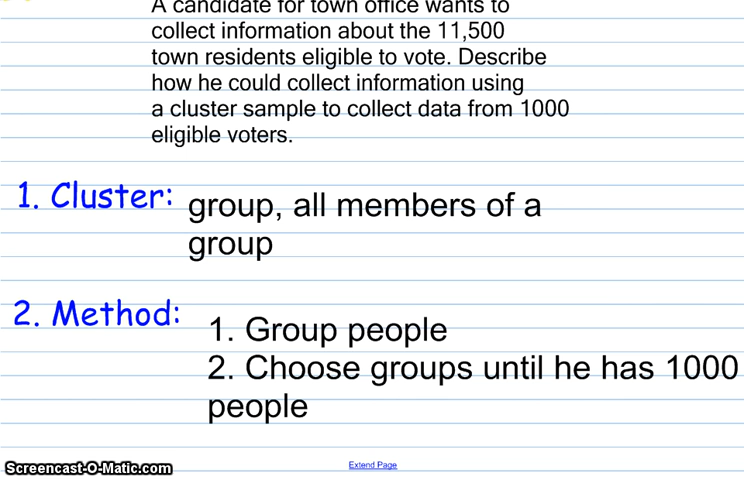 A candidate for town office wants to
collect information about the 11,500
town residents eligible to vote. Describe
how he could collect information using
a cluster sample to collect data from 1000
eligible voters.
1. Cluster: group, all members of a
group
2. Method:
1. Group people
2. Choose groups until he has 1000
people
Extend Page
Screencast-O-Matic.com